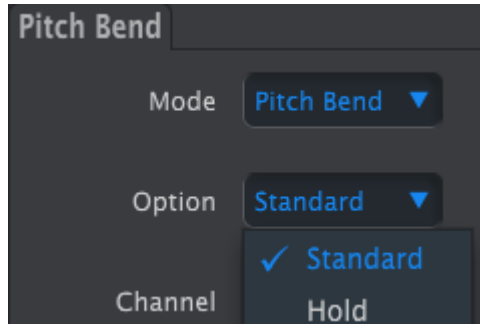 Pitch Bend
Mode Pitch Bend
Option Standard
Standard
Channel
Hold